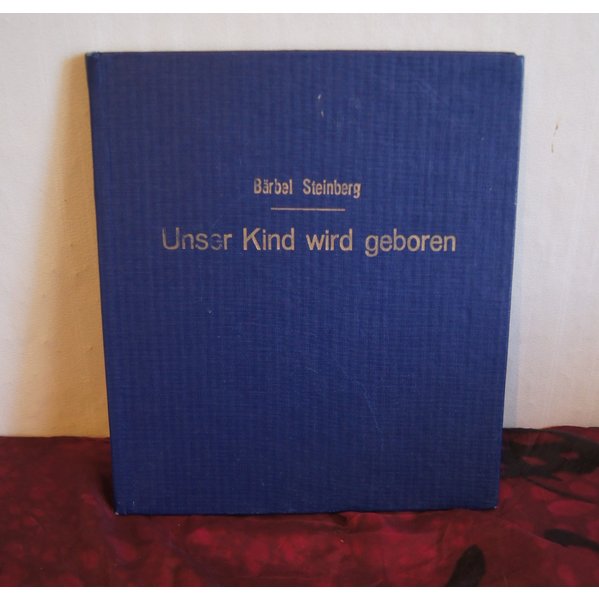 Bärbel Steinberg
Unser Kind wird geboren